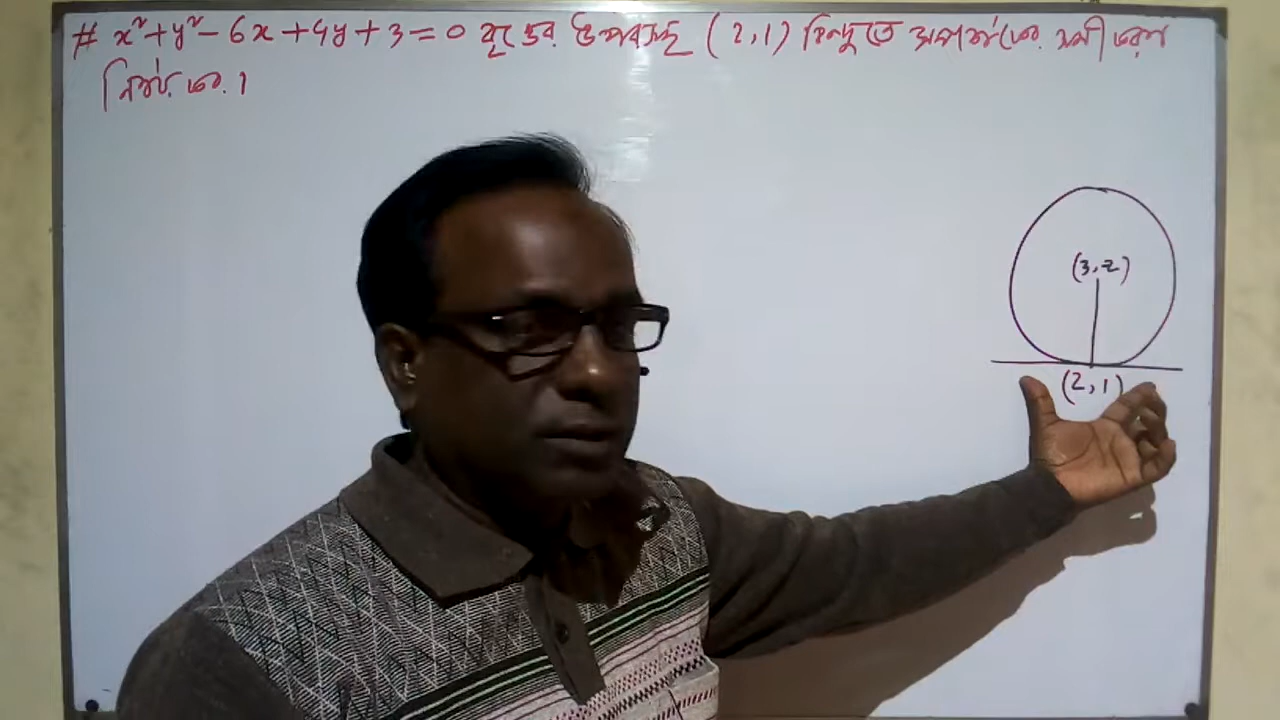 # x²+y²-6x+4y+3=0 বৃত্তের উপরস্থ (2,1) বিন্দুতে স্পর্শকের সমীকরণ
নির্ণয় কর।
(3,-2)
(2,1)